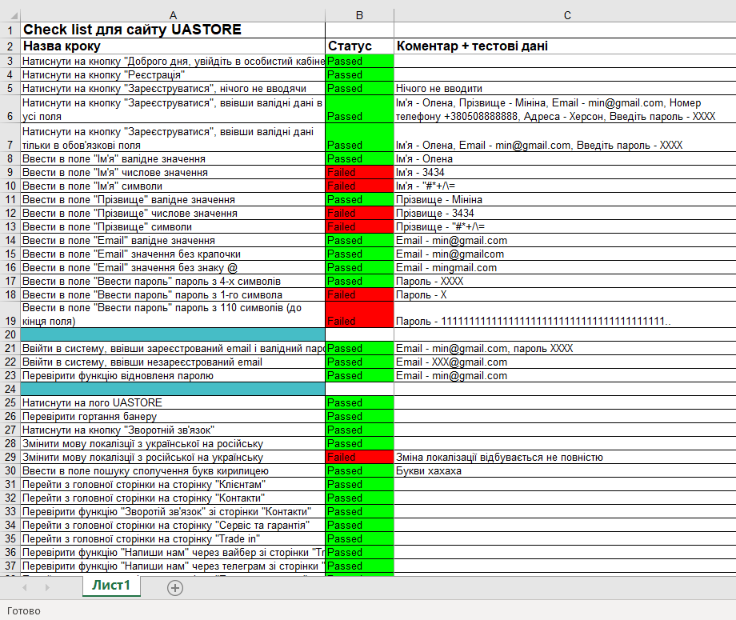 A B C
1 Check list для сайту UASTORE
2 Назва кроку Статус Коментар + тестові дані
3 Натиснути на кнопку "Доброго дня, увійдіть в особистий кабіне Passed
4 Натиснути на кнопку "Реєстрація" Passed
5 Натиснути на кнопку "Зареєструватися", нічого не вводячи Passed Нічого не вводити
Натиснути на кнопку "Зареєструватися", ввівши валідні дані в Ім'я - Олена, Прізвище - Мініна, Email - min@gmail.com, Номер
6 усі поля Passed телефону +380508888888, Адреса - Херсон, Введіть пароль - XXXX
Натиснути на кнопку "Зареєструватися", ввівши валідні дані
7 тільки в обов'язкові поля Passed Ім'я - Олена, Email - min@gmail.com, Введіть пароль - XXXX
8 Ввести в поле "Ім'я" валідне значення Passed Ім'я - Олена
9 Ввести в поле "Ім'я" числове значення Failed Ім'я - 3434
10 Ввести в поле "Ім'я" символи Failed Ім'я - "#*+/\=
11 Ввести в поле "Прізвище" валідне значення Passed Прізвище - Мініна
12 Ввести в поле "Прізвище" числове значення Failed Прізвище - 3434
13 Ввести в поле "Прізвище" символи Failed Прізвище - "#*+/\=
14 Ввести в поле "Email" валідне значення Passed Email - min@gmail.com
15 Ввести в поле "Email" значення без крапочки Passed Email - min@gmailcom
16 Ввести в поле "Email" значення без знаку @ Passed Email - mingmail.com
17 Ввести в поле "Ввести пароль" пароль з 4-х символів Passed Пароль - XXXX
18 Ввести в поле "Ввести пароль" пароль з 1-го символа Failed Пароль - X
Ввести в поле "Ввести пароль" пароль з 110 символів (до
19 кінця поля) Failed
20
21 Ввійти в систему, ввівши зареєстрований email і валідний паро Passed Email - min@gmail.com, пароль XXXX
22 Ввійти в систему, ввівши незареєстрований email Passed Email - XXX@gmail.com
23 Перевірити функцію відновленя паролю Passed Email - min@gmail.com
24
25 Натиснути на лого UASTORE Passed
26 Перевірити гортання банеру Passed
27 Натиснути на кнопку "Зворотній зв'язок" Passed
28 Змінити мову локалізії з української на російську Passed
29 Змінити мову локалізії з російської на українську Failed Зміна локалізації відбувається не повністю
30 Ввести в поле пошуку сполучення букв кирилицею Passed Букви хахаха
31 Перейти з головної сторінки на сторінку "Клієнтам" Passed
32 Перейти з головної сторінки на сторінку "Контакти" Passed
33 Перевірити функцію "Зворотій зв'язок" зі сторінки "Контакти" Passed
34 Перейти з головної сторінки на сторінку "Сервіс та гарантія" Passed
35 Перейти з головної сторінки на сторінку "Trade in" Passed
36 Перевірити функцію "Напиши нам" через вайбер зі сторінки "Tr Passed
37 Перевірити функцію "Напиши нам" через телеграм зі сторінки " Passed
Лист1
Готово